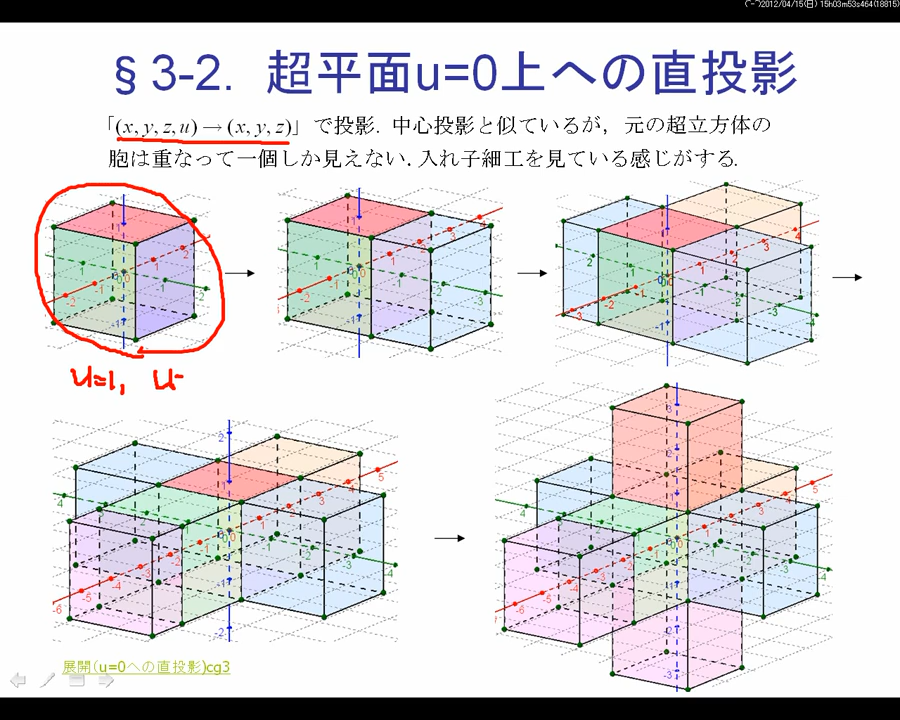 (^-^)2012/04/15(日) 15h03m53s464(18815)
§3-2. 超平面u=0上への直投影
「(x, y, z, u) → (x, y, z)」で投影. 中心投影と似ているが, 元の超立方体の
胞は重なって一個しか見えない. 入れ子細工を見ている感じがする.
u=1, u-
展開(u=0への直投影)cg3